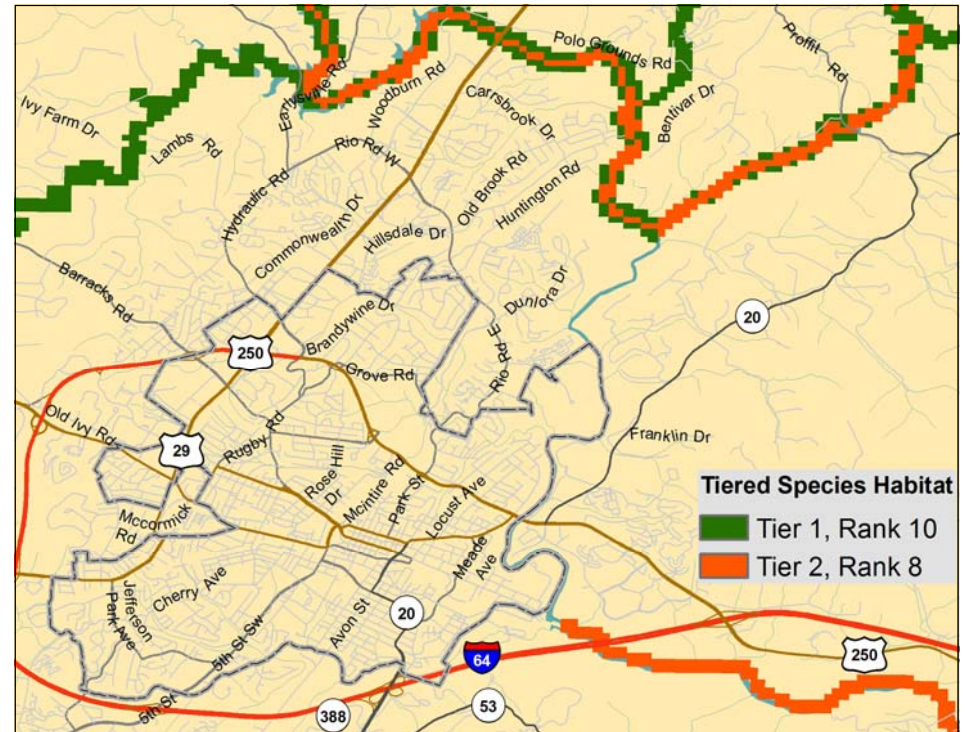 Polo Grounds Rd
Proffit Rd
Earlysville Rd
Woodburn Rd
Carrsbrook Dr
Bentivar Dr
Ivy Farm Dr
Lambs Rd
Rio Rd W
Hydraulic Rd
Commonwealth Dr
Hillsdale Dr
Old Brook Rd
Huntington Rd
Barracks Rd
Brandywine Dr
Dunlora Dr
20
250
Grove Rd
Rio Rd E
Old Ivy Rd
29
Rugby Rd
Franklin Dr
Rose Hill
Dr
Mcintire Rd
Park St
Locust Ave
Tiered Species Habitat
Tier 1, Rank 10
Tier 2, Rank 8
Mccormick
Rd
Meade
Ave
Jefferson
Park Ave
Cherry Ave
5th St Sw
Avon St
20
64
250
5th St
388
53